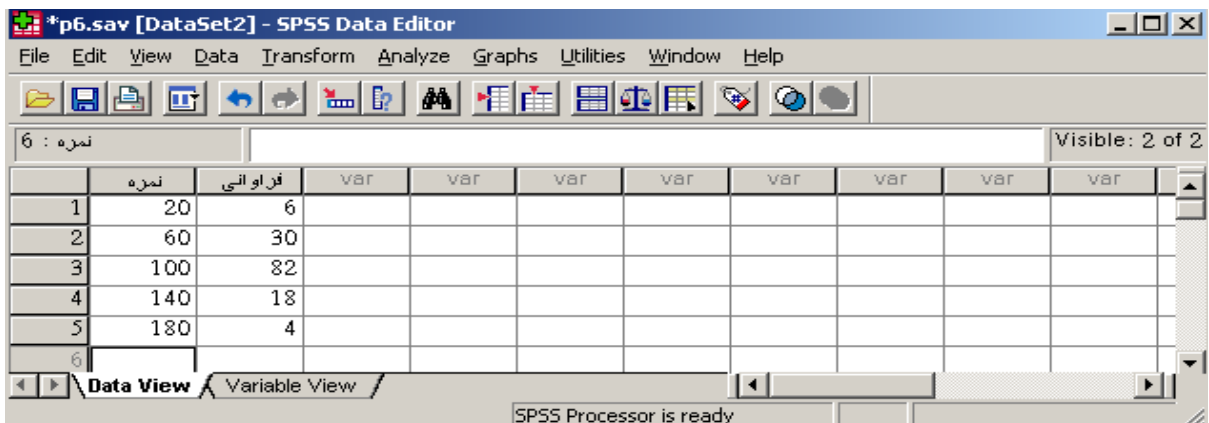 *p6.sav [DataSet2] - SPSS Data Editor
File Edit View Data Transform Analyze Graphs Utilities Window Help
6 : نمره Visible: 2 of 2
نمره فراوانی var var var var var var var var
1 20 6
2 60 30
3 100 82
4 140 18
5 180 4
6
Data View Variable View
SPSS Processor is ready